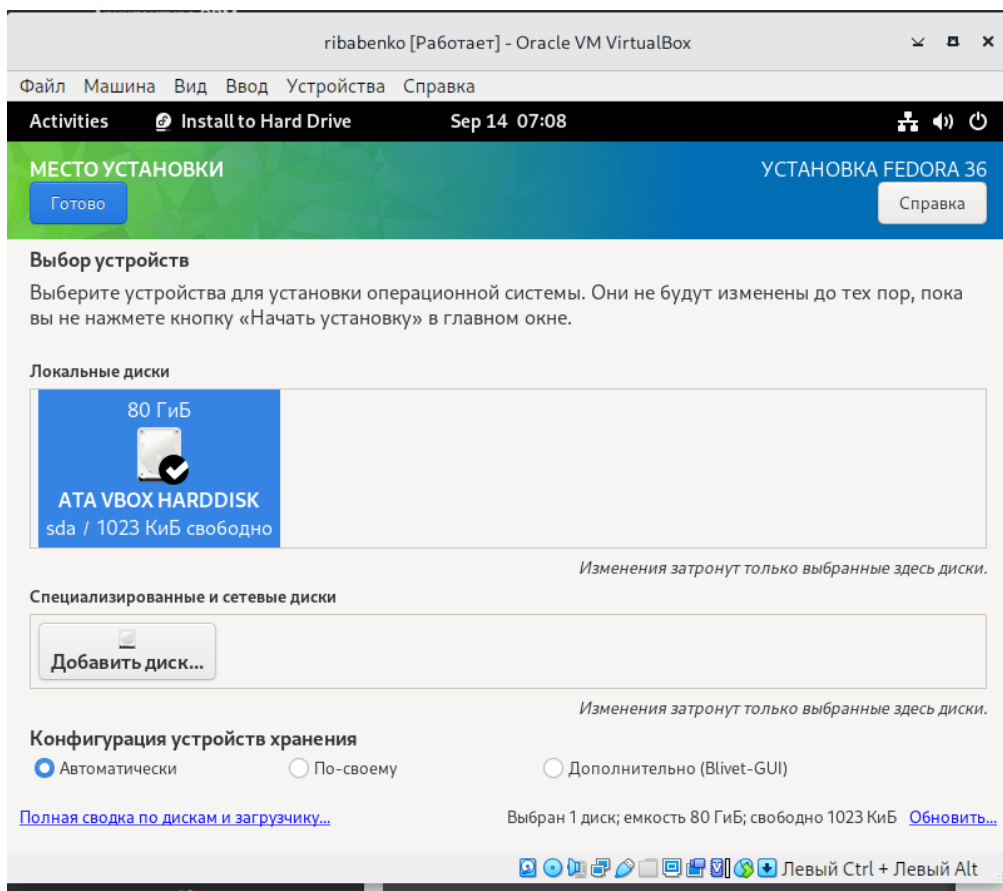 ribabenko [Работает] - Oracle VM VirtualBox
Файл Машина Вид Ввод Устройства Справка
Activities Install to Hard Drive Sep 14 07:08
МЕСТО УСТАНОВКИ УСТАНОВКА FEDORA 36
Готово Справка
Выбор устройств
Выберите устройства для установки операционной системы. Они не будут изменены до тех пор, пока
вы не нажмете кнопку «Начать установку» в главном окне.
Локальные диски
80 ГиБ
ATA VBOX HARDDISK
sda / 1023 КиБ свободно
Изменения затронут только выбранные здесь диски.
Специализированные и сетевые диски
Добавить диск...
Изменения затронут только выбранные здесь диски.
Конфигурация устройств хранения
Автоматически По-своему Дополнительно (Blivet-GUI)
Полная сводка по дискам и загрузчику... Выбран 1 диск; емкость 80 ГиБ; свободно 1023 КиБ Обновить...
Левый Ctrl + Левый Alt